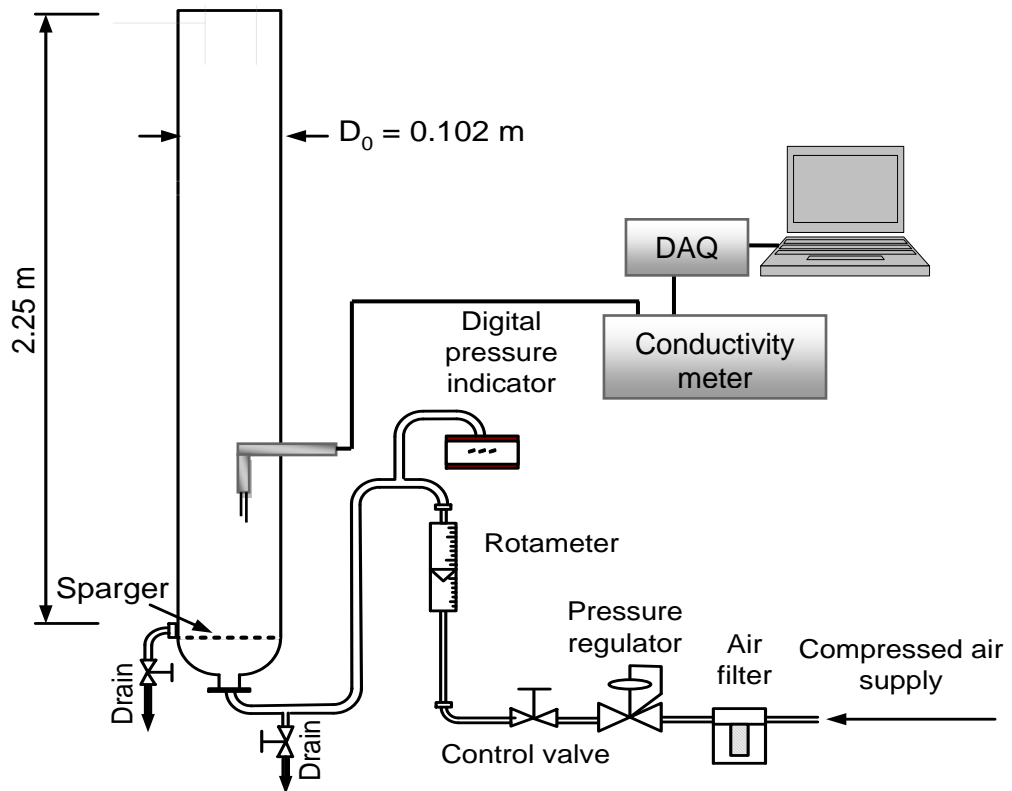 D₀ = 0.102 m
2.25 m
DAQ
Conductivity
meter
Digital
pressure
indicator
Rotameter
Sparger
Pressure
regulator
Air
filter
Compressed air
supply
Drain
Drain
Control valve